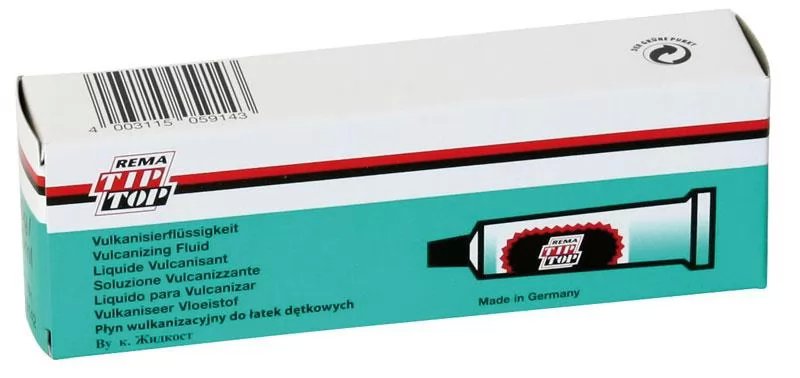 DER GRÜNE PUNKT
4 003115 059143
REMA
TIP
TOP
Vulkanisierflüssigkeit
Vulcanizing Fluid
Liquide Vulcanisant
Soluzione Vulcanizzante
Liquido para Vulcanizar
Vulkaniseer Vloeistof
Płyn wulkanizacyjny do łatek dętkowych
Ву к. Жидкост
REMA
TIP
TOP
Made in Germany